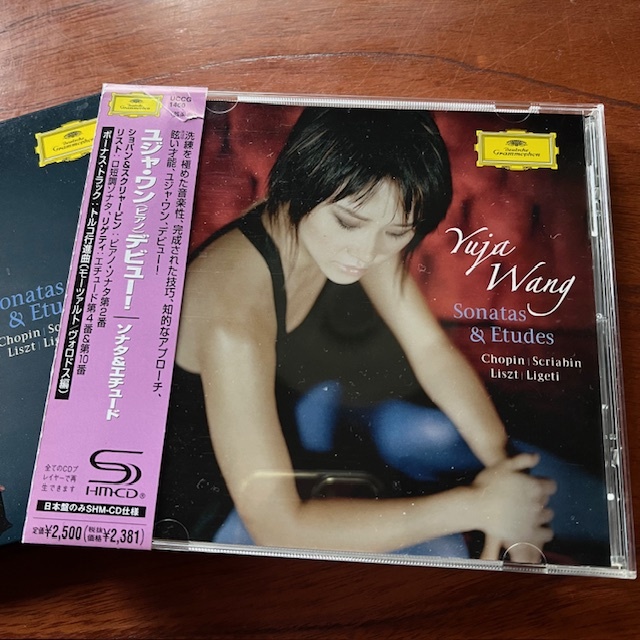 onatas
& Etude
Chopin
Liszt
Deutsche
Grammophon
UCCG
洗練を極めた音楽性、完成された技巧、知的なアプローチ、
眩い才能、ユジャ・ワン、デビュー!
ユジャ・ワン(ピアノ)デビュー!
ソナタ&エチュード
ショパン&スクリャービン:ピアノ・ソナタ第2番
リスト:ロ短調ソナタ、リゲティ:エチュード第4番&第10番
ボーナス・トラック:トルコ行進曲(モーツァルト/ヴォロドス編)
全てのCDプ
レイヤーで再
生できます
SHM-CD
日本盤のみSHM-CD仕様
定価¥2,500(税抜価格¥2,381)
Deutsche
Grammophon
Yuja
Wang
Sonatas
& Etudes
Chopin | Scriabin
Liszt | Ligeti